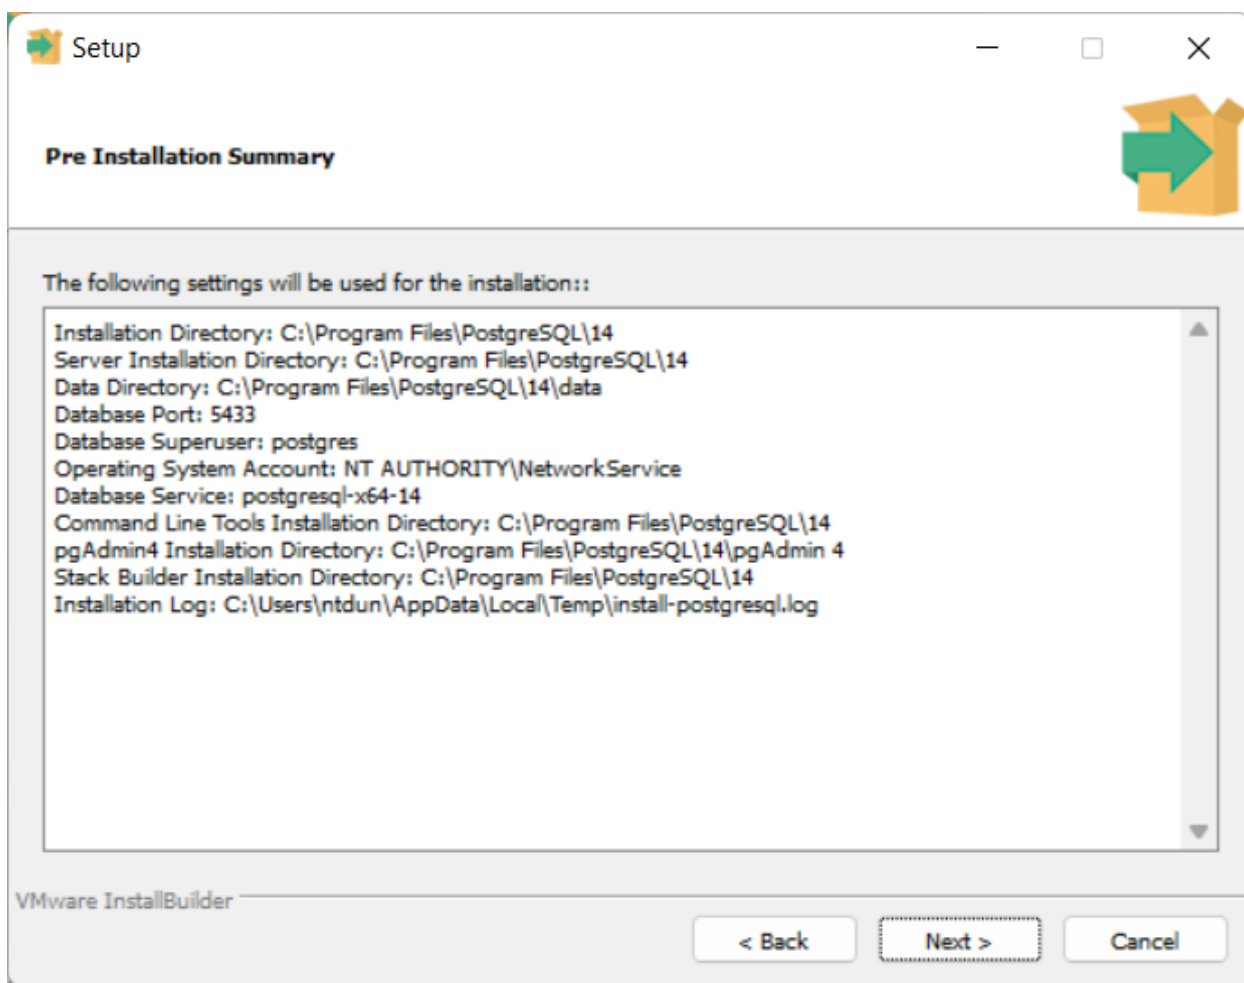 Setup
Pre Installation Summary
The following settings will be used for the installation::
Installation Directory: C:\Program Files\PostgreSQL\14
Server Installation Directory: C:\Program Files\PostgreSQL\14
Data Directory: C:\Program Files\PostgreSQL\14\data
Database Port: 5433
Database Superuser: postgres
Operating System Account: NT AUTHORITY\NetworkService
Database Service: postgresql-x64-14
Command Line Tools Installation Directory: C:\Program Files\PostgreSQL\14
pgAdmin4 Installation Directory: C:\Program Files\PostgreSQL\14\pgAdmin 4
Stack Builder Installation Directory: C:\Program Files\PostgreSQL\14
Installation Log: C:\Users\ntdun\AppData\Local\Temp\install-postgresql.log
VMware InstallBuilder
< Back Next > Cancel